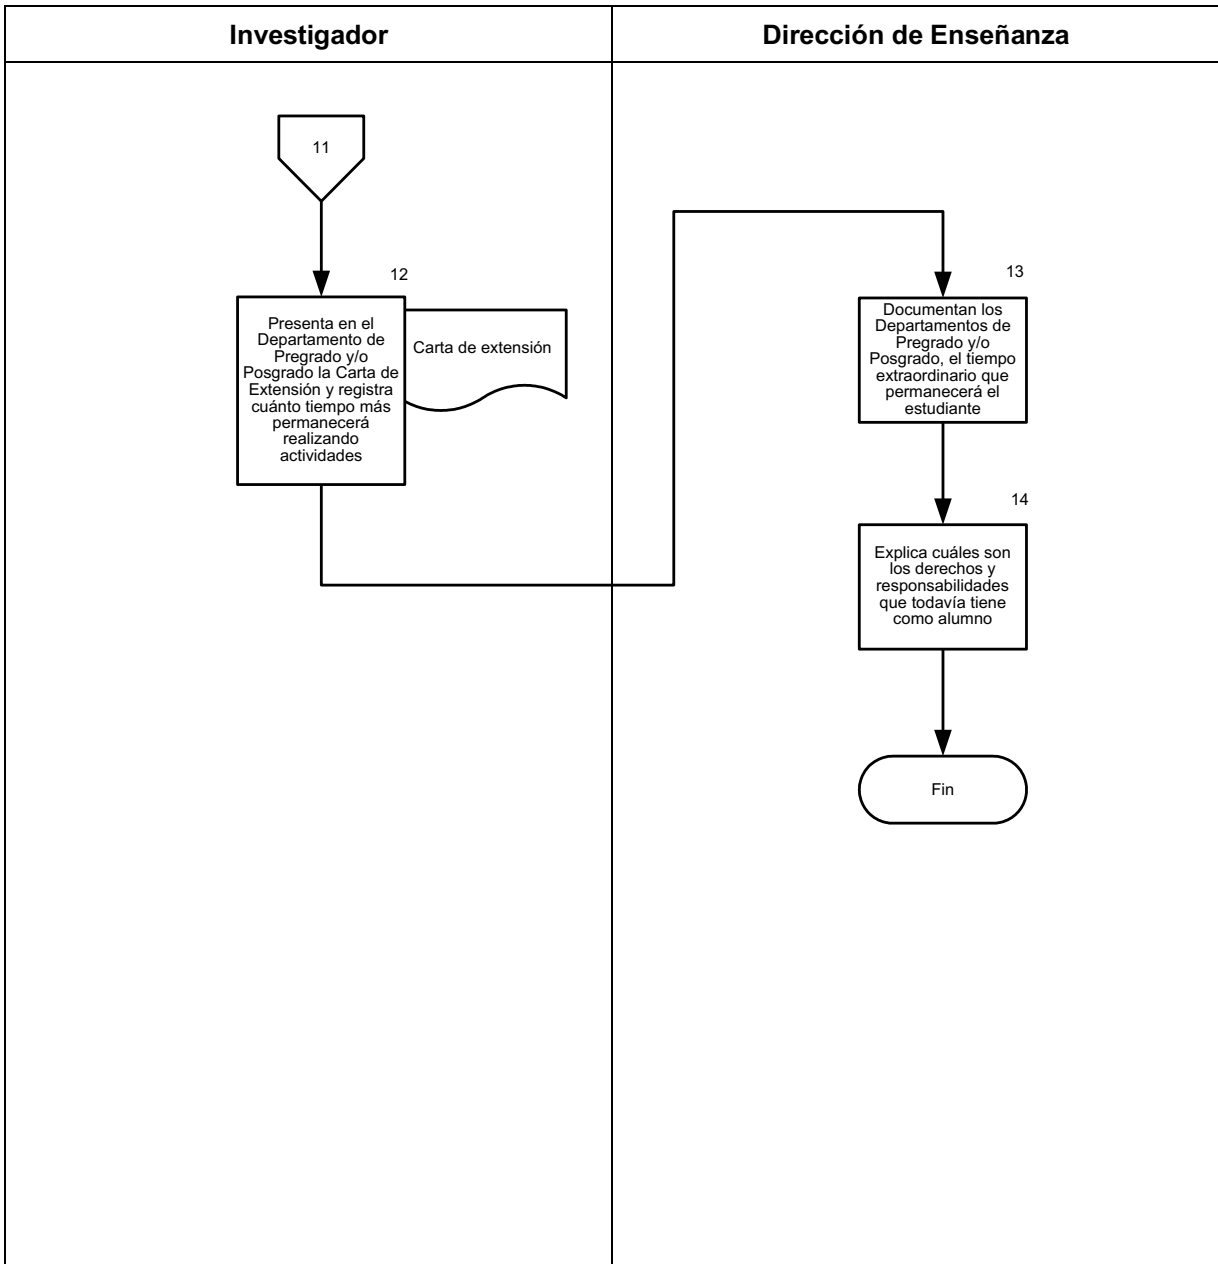 Investigador
Dirección de Enseñanza
11
12
Presenta en el
Departamento de
Pregrado y/o
Posgrado la Carta de
Extensión y registra
cuánto tiempo más
permanecerá
realizando
actividades
Carta de extensión
13
Documentan los
Departamentos de
Pregrado y/o
Posgrado, el tiempo
extraordinario que
permanecerá el
estudiante
14
Explica cuáles son
los derechos y
responsabilidades
que todavía tiene
como alumno
Fin